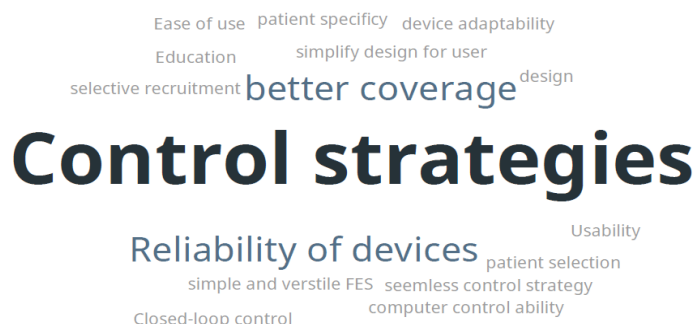 Ease of use
patient specificy
device adaptability
Education
simplify design for user
selective recruitment
better coverage
design
Control strategies
Usability
Reliability of devices
patient selection
simple and verstile FES
seemless control strategy
computer control ability
Closed-loop control